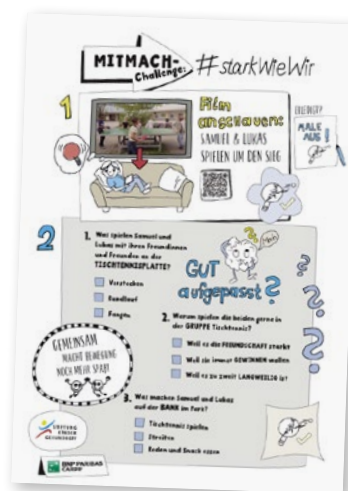 MITMACH-
Challenge:
#starkWieWir
1
Film
anschauen:
SAMUEL & LUKAS
SPIELEN UM DEN SIEG
ERLEDIGT?
MALE
AUS!
2
1. Was spielen Samuel und
Lukas mit ihren Freundinnen
und Freunden an der
TISCHTENNISPLATTE?
Verstecken
Rundlauf
Fangen
GUT
aufgepasst?
2. Warum spielen die beiden gerne in
der GRUPPE Tischtennis?
Weil es die FREUNDSCHAFT stärkt
Weil sie immer GEWINNEN wollen
Weil es zu zweit LANGWEILIG ist
GEMEINSAM
MACHT BEWEGUNG
NOCH MEHR SPAß!
3. Was machen Samuel und Lukas
auf der BANK im Park?
Tischtennis spielen
Streiten
Reden und Snack essen
STIFTUNG
KINDER
GESUNDHEIT
BNP PARIBAS
CARDIF